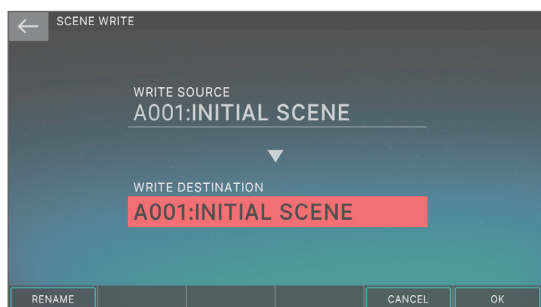 SCENE WRITE
WRITE SOURCE
A001:INITIAL SCENE
WRITE DESTINATION
A001:INITIAL SCENE
RENAME CANCEL OK